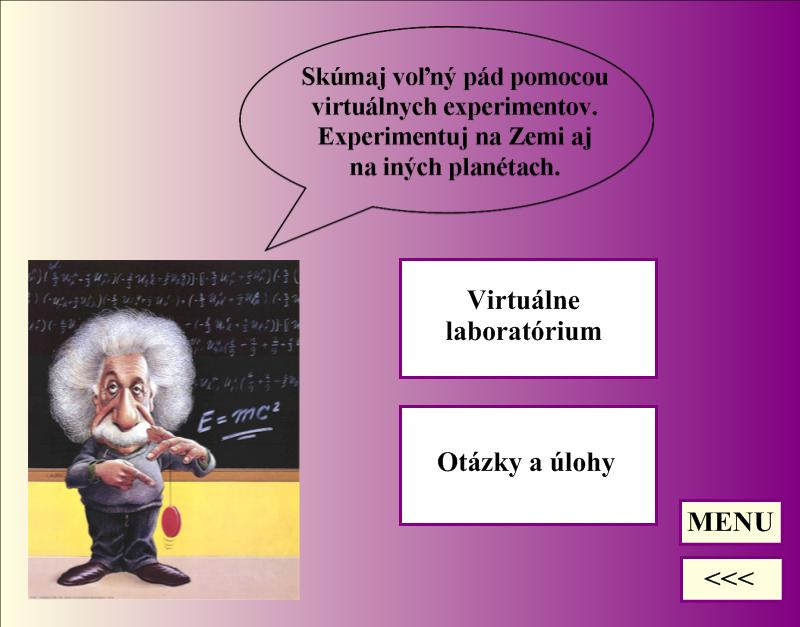 Skúmaj voľný pád pomocou
virtuálnych experimentov.
Experimentuj na Zemi aj
na iných planétach.
E = mc²
Virtuálne
laboratórium
Otázky a úlohy
MENU
<<<